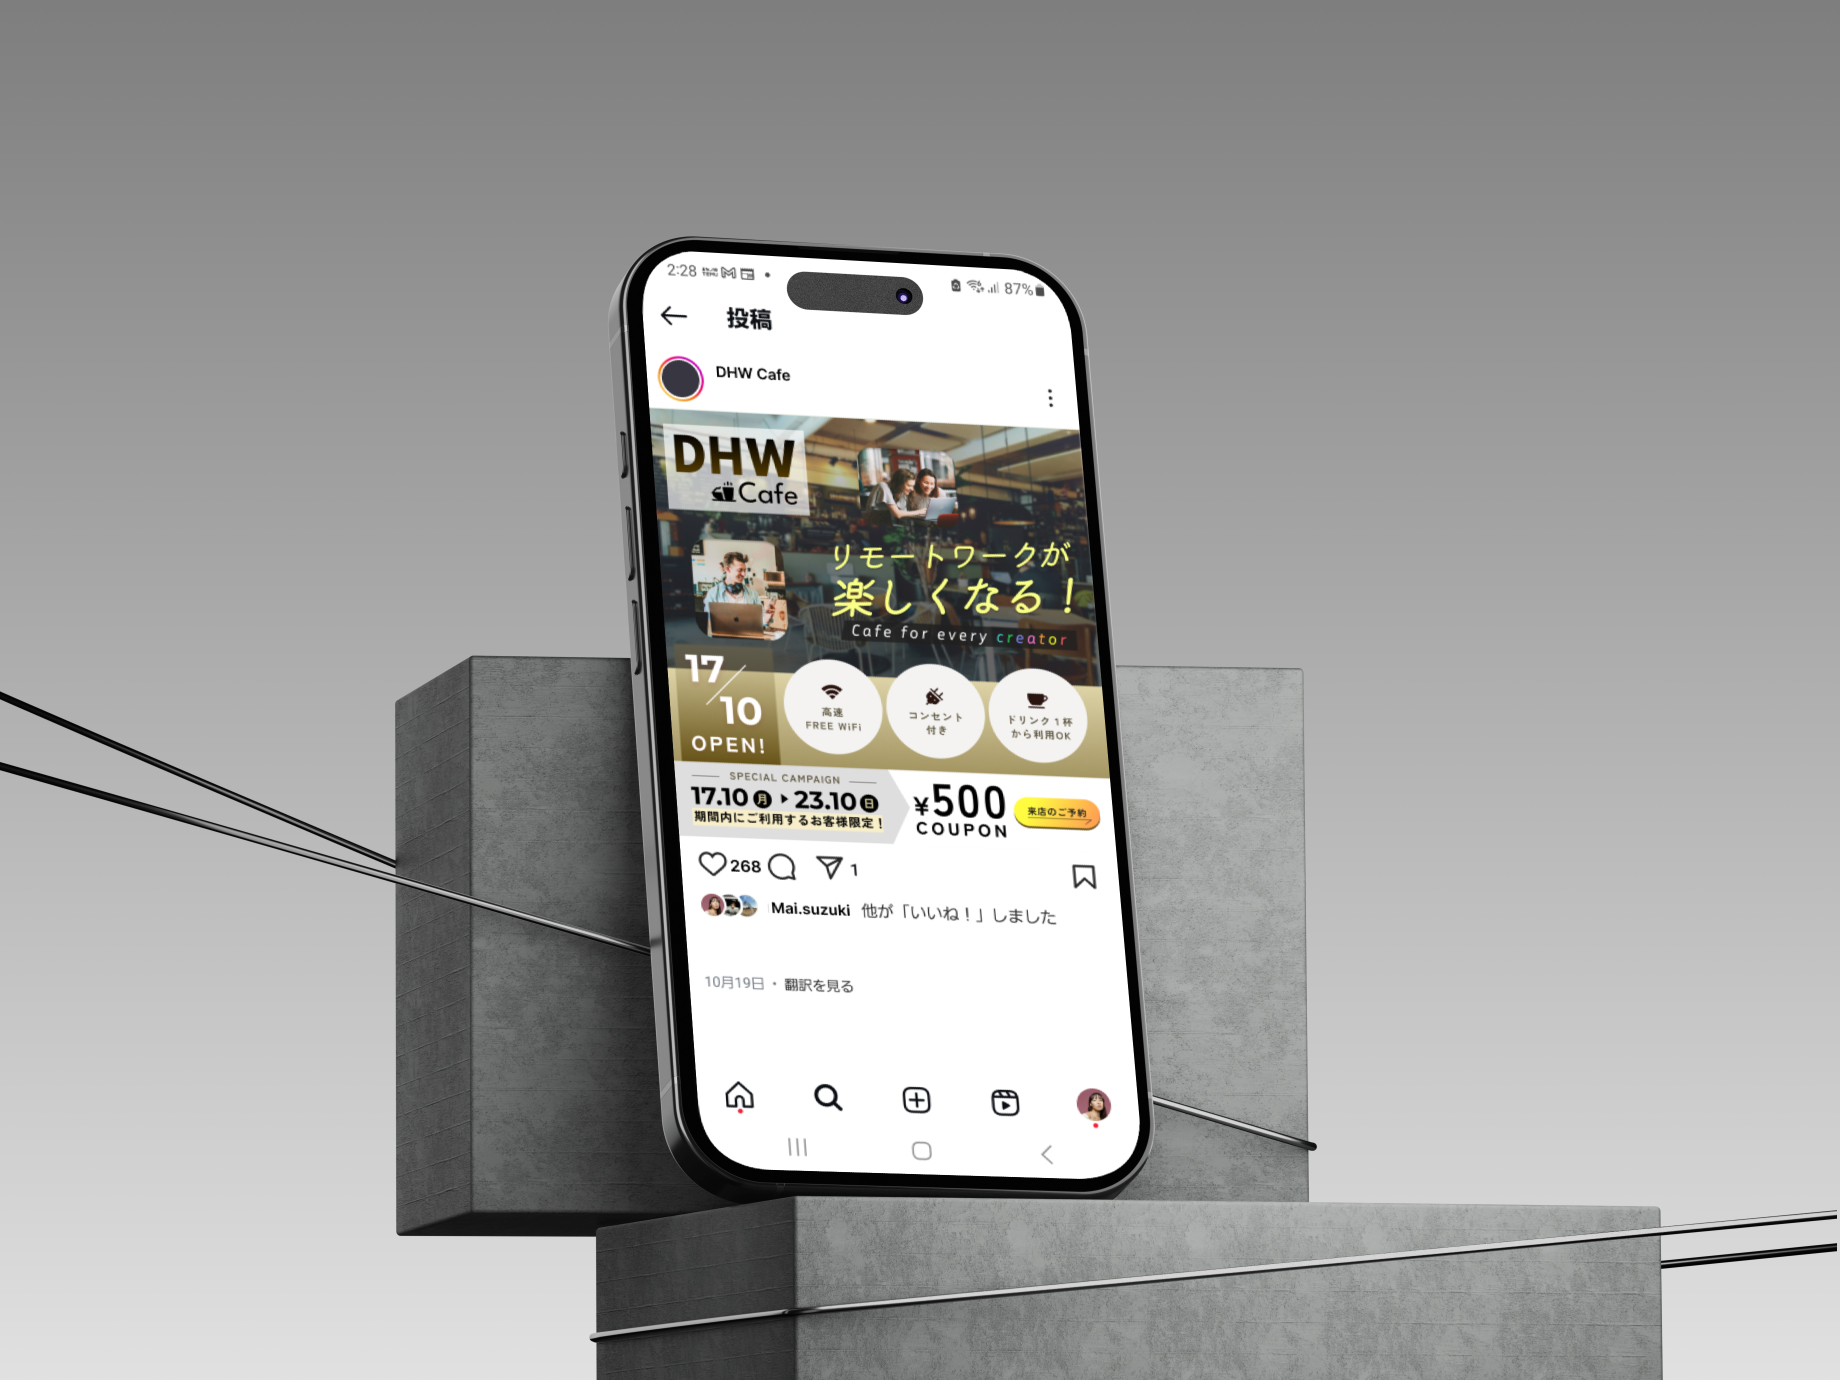 2:28
87%
投稿
DHW Cafe
DHW
Cafe
リモートワークが
楽しくなる！
Cafe for every creator
17/10
OPEN!
高速
FREE WiFi
コンセント
付き
ドリンク1杯
から利用OK
SPECIAL CAMPAIGN
17.10 月 ▸ 23.10 日
期間内にご利用するお客様限定！
¥500
COUPON
来店のご予約
268
1
Mai.suzuki 他が「いいね！」しました
10月19日 • 翻訳を見る